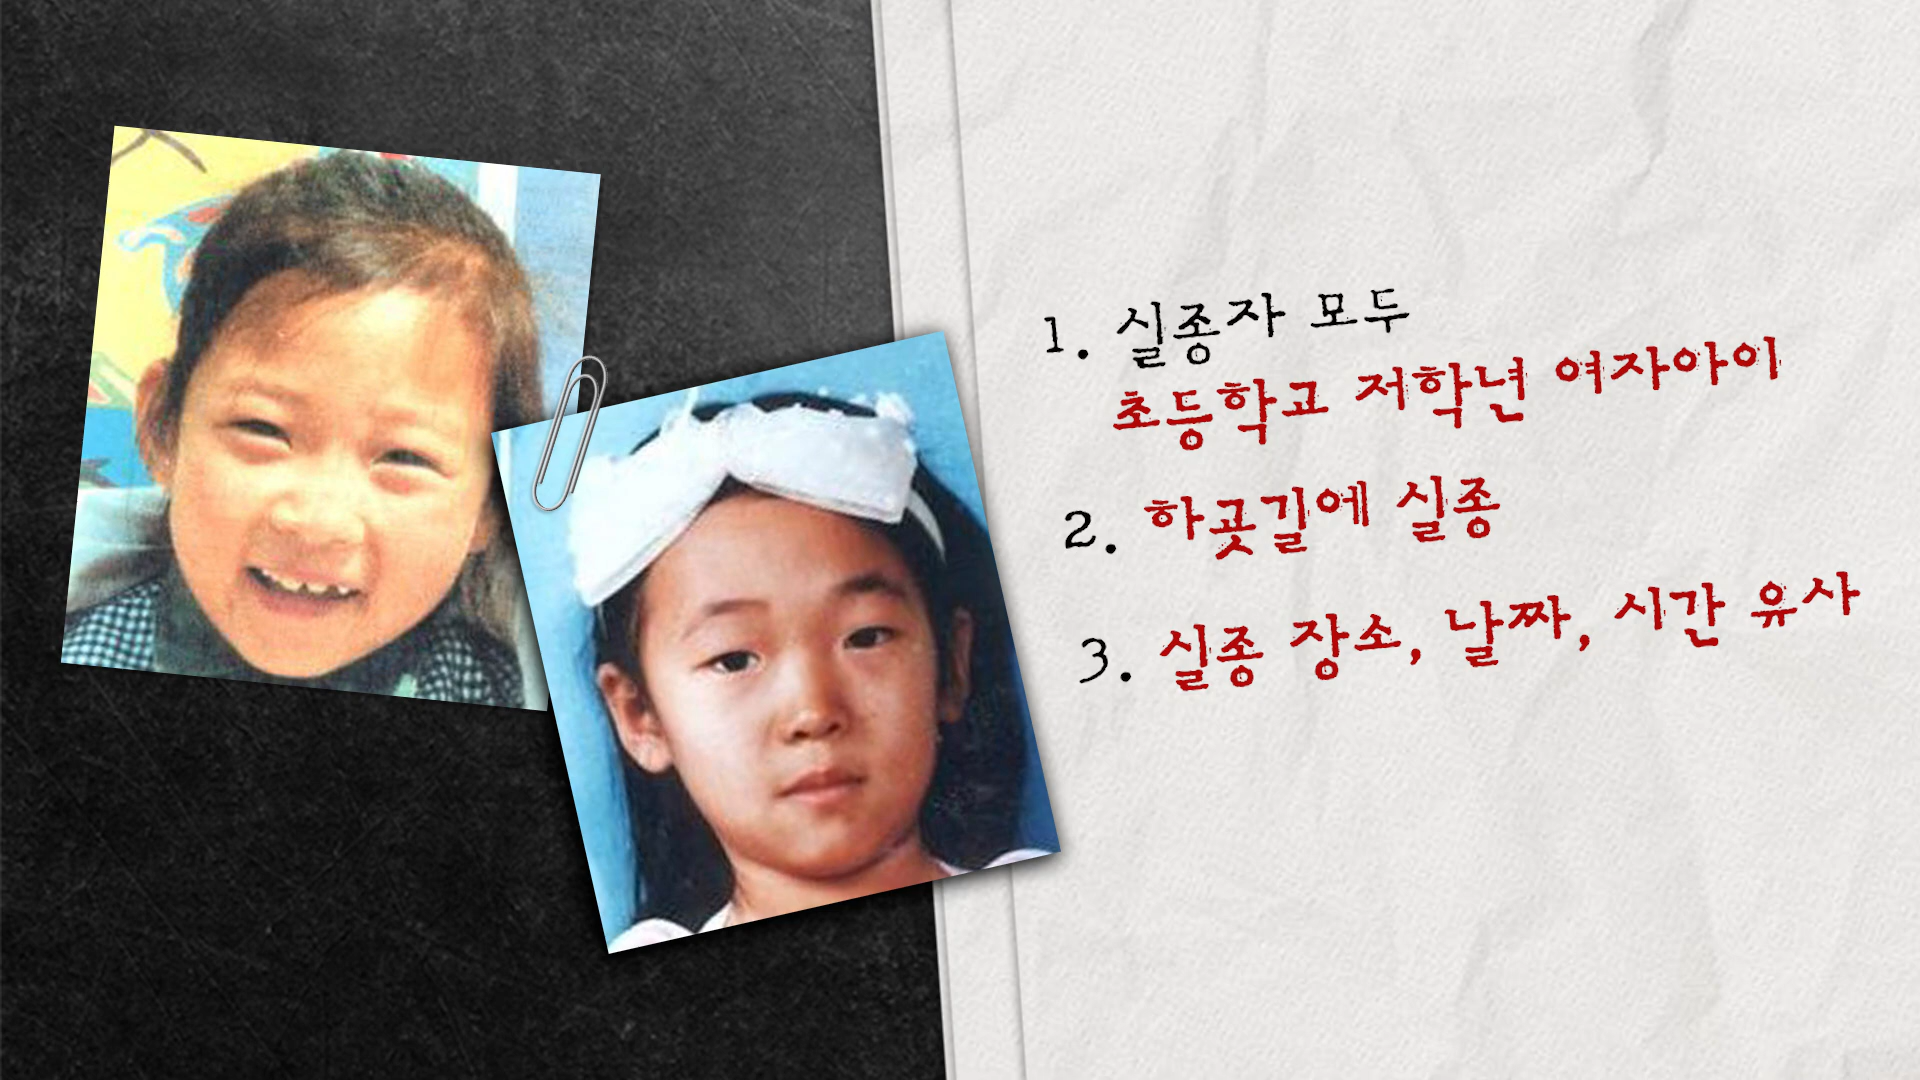 1. 실종자 모두
초등학교 저학년 여자아이
2. 하굣길에 실종
3. 실종 장소, 날짜, 시간 유사